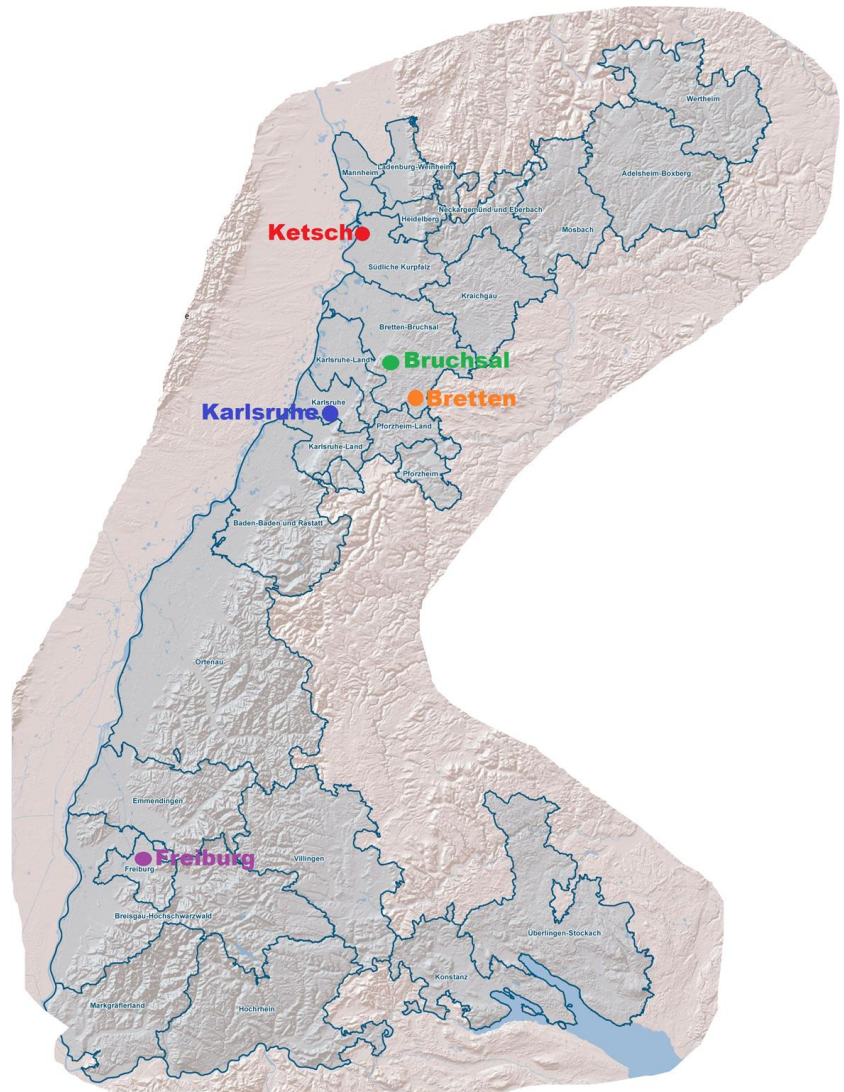 Wertheim
Ladenburg-Weinheim
Mannheim
Adelsheim-Boxberg
Neckargemünd und Eberbach
Heidelberg
Mosbach
Ketsch
Südliche Kurpfalz
Kraichgau
e
Bretten-Bruchsal
Karlsruhe-Land
Bruchsal
Bretten
Karlsruhe
Karlsruhe
Pforzheim-Land
Karlsruhe-Land
Pforzheim
Baden-Baden und Rastatt
Ortenau
Emmendingen
Freiburg
Villingen
Freiburg
Breisgau-Hochschwarzwald
Überlingen-Stockach
Konstanz
Markgräflerland
Hochrhein